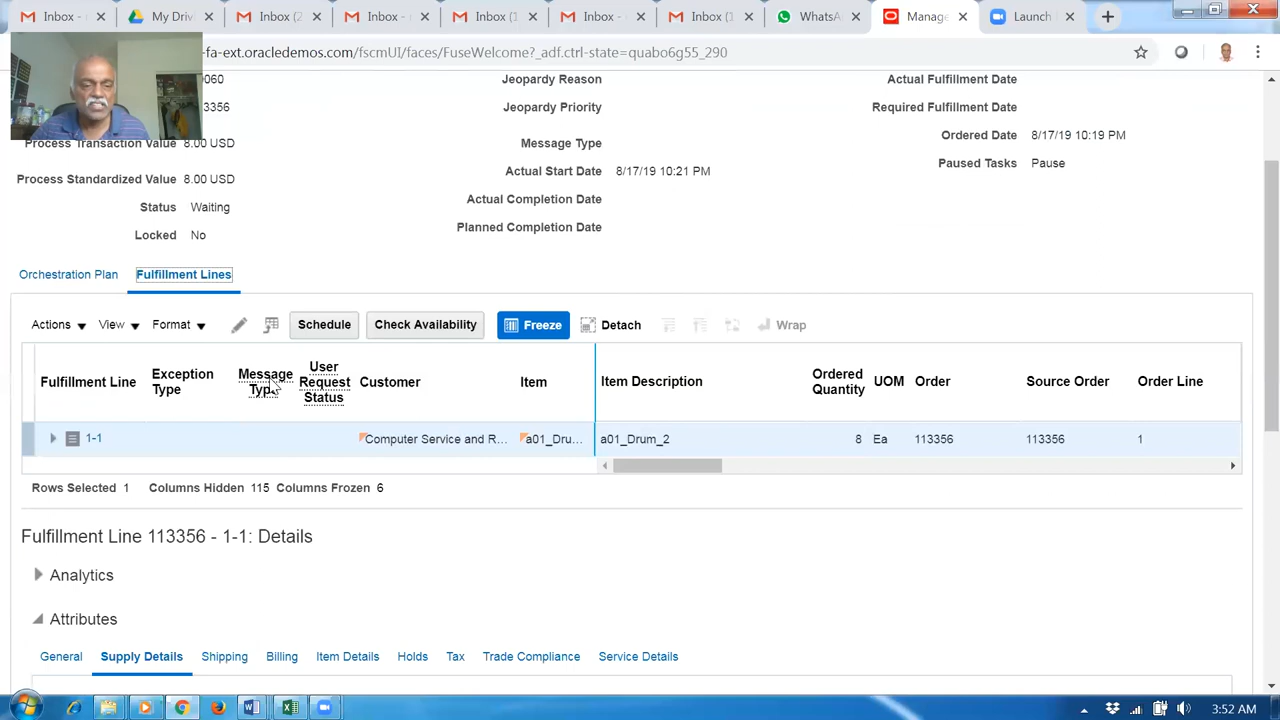 Inbox -
My Dr
Inbox (
Inbox -
Inbox
Inbox
Inbox (1
WhatsA
Manage
Launch
-fa-ext.oracledemos.com/fscmUI/faces/FuseWelcome?_adf.ctrl-state=quabo6g55_290
0060 Jeopardy Reason Actual Fulfillment Date
3356 Jeopardy Priority Required Fulfillment Date
Process Transaction Value 8.00 USD Message Type Ordered Date 8/17/19 10:19 PM
Process Standardized Value 8.00 USD Actual Start Date 8/17/19 10:21 PM Paused Tasks Pause
Status Waiting Actual Completion Date
Locked No Planned Completion Date
Orchestration Plan Fulfillment Lines
Actions View Format Schedule Check Availability Freeze Detach Wrap
Fulfillment Line
Exception
Type
Message
Typ
User
Request
Status
Customer
Item
Item Description
Ordered
Quantity
UOM
Order
Source Order
Order Line
1-1 Computer Service and R... a01_Dru... a01_Drum_2 8 Ea 113356 113356 1
Rows Selected 1 Columns Hidden 115 Columns Frozen 6
Fulfillment Line 113356 - 1-1: Details
Analytics
Attributes
General Supply Details Shipping Billing Item Details Holds Tax Trade Compliance Service Details
3:52 AM